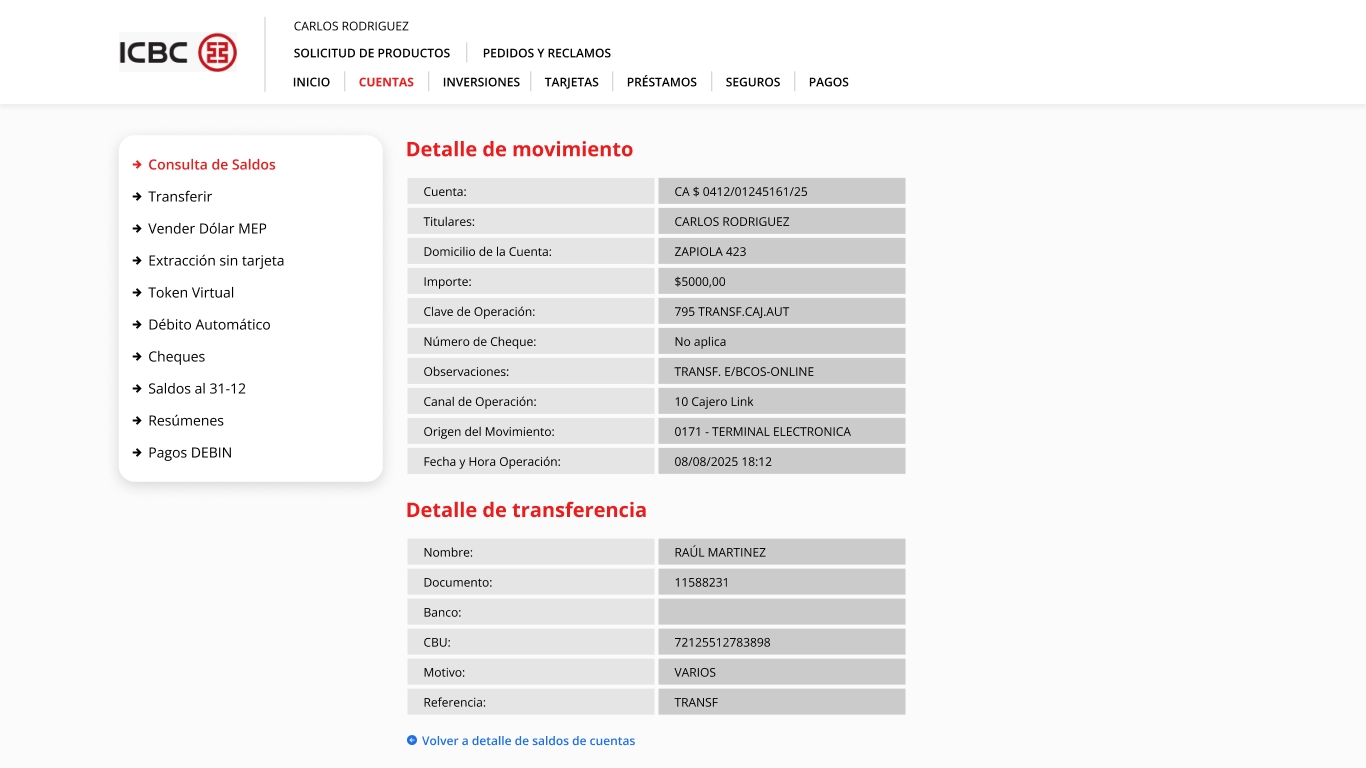 ICBC
CARLOS RODRIGUEZ
SOLICITUD DE PRODUCTOS PEDIDOS Y RECLAMOS
INICIO CUENTAS INVERSIONES TARJETAS PRÉSTAMOS SEGUROS PAGOS
Consulta de Saldos
Transferir
Vender Dólar MEP
Extracción sin tarjeta
Token Virtual
Débito Automático
Cheques
Saldos al 31-12
Resúmenes
Pagos DEBIN
Detalle de movimiento
Cuenta: CA $ 0412/01245161/25
Titulares: CARLOS RODRIGUEZ
Domicilio de la Cuenta: ZAPIOLA 423
Importe: $5000,00
Clave de Operación: 795 TRANSF.CAJ.AUT
Número de Cheque: No aplica
Observaciones: TRANSF. E/BCOS-ONLINE
Canal de Operación: 10 Cajero Link
Origen del Movimiento: 0171 - TERMINAL ELECTRONICA
Fecha y Hora Operación: 08/08/2025 18:12
Detalle de transferencia
Nombre: RAÚL MARTINEZ
Documento: 11588231
Banco:
CBU: 72125512783898
Motivo: VARIOS
Referencia: TRANSF
Volver a detalle de saldos de cuentas